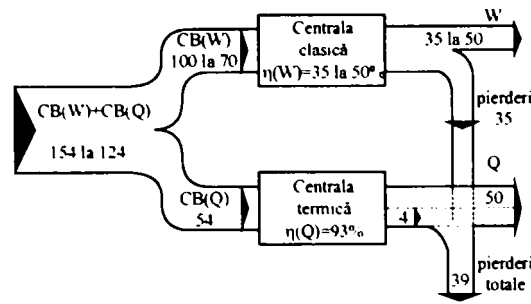 CB(W)+CB(Q)
154 la 124
CB(W)
100 la 70
Centrala
clasică
η(W)=35 la 50%
W
35 la 50
pierderi
35
CB(Q)
54
Centrala
termică
η(Q)=93%
4
Q
50
39
pierderi
totale